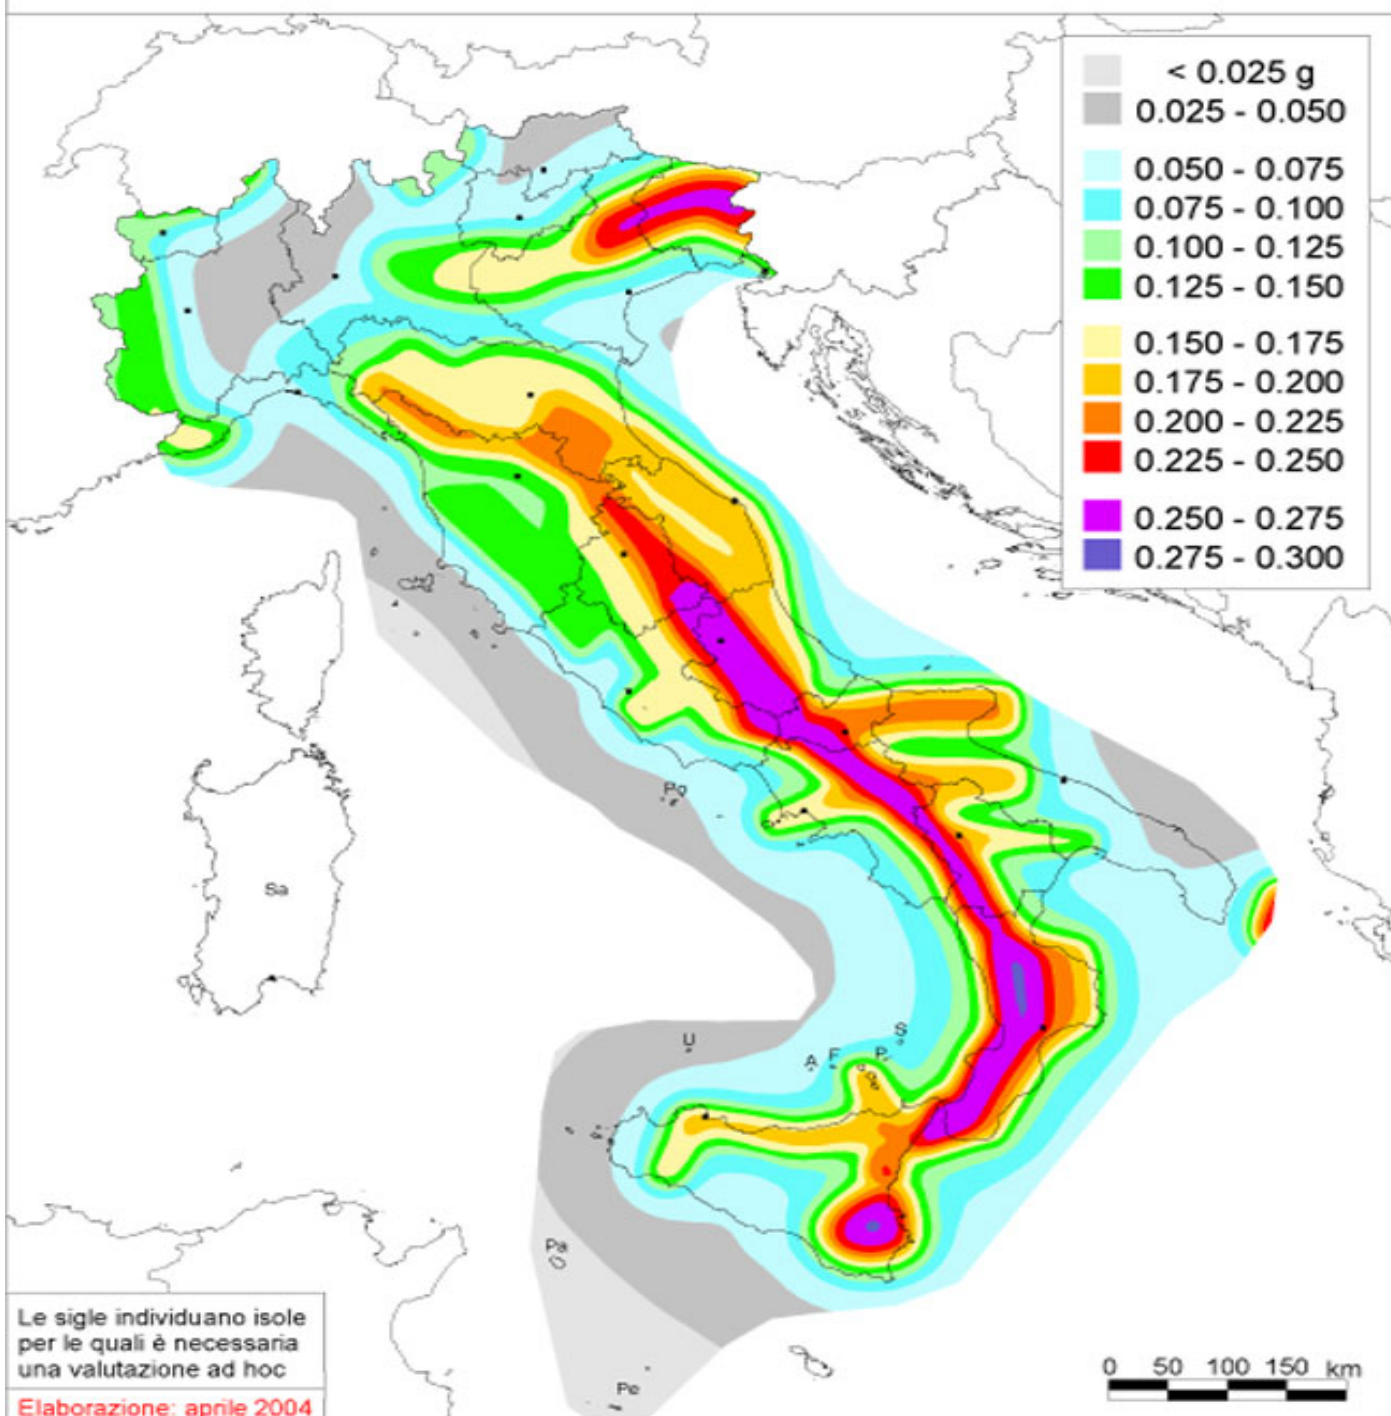 < 0.025 g
0.025 - 0.050
0.050 - 0.075
0.075 - 0.100
0.100 - 0.125
0.125 - 0.150
0.150 - 0.175
0.175 - 0.200
0.200 - 0.225
0.225 - 0.250
0.250 - 0.275
0.275 - 0.300
Po
Sa
U
A
F
P
S
Pa
Pe
Le sigle individuano isole
per le quali è necessaria
una valutazione ad hoc
Elaborazione: aprile 2004
0 50 100 150 km